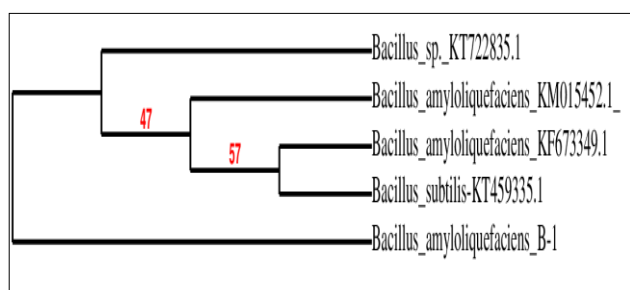 Bacillus_sp._KT722835.1
Bacillus_amyloliquefaciens_KM015452.1_
47
Bacillus_amyloliquefaciens_KF673349.1
57
Bacillus_subtilis-KT459335.1
Bacillus_amyloliquefaciens_B-1